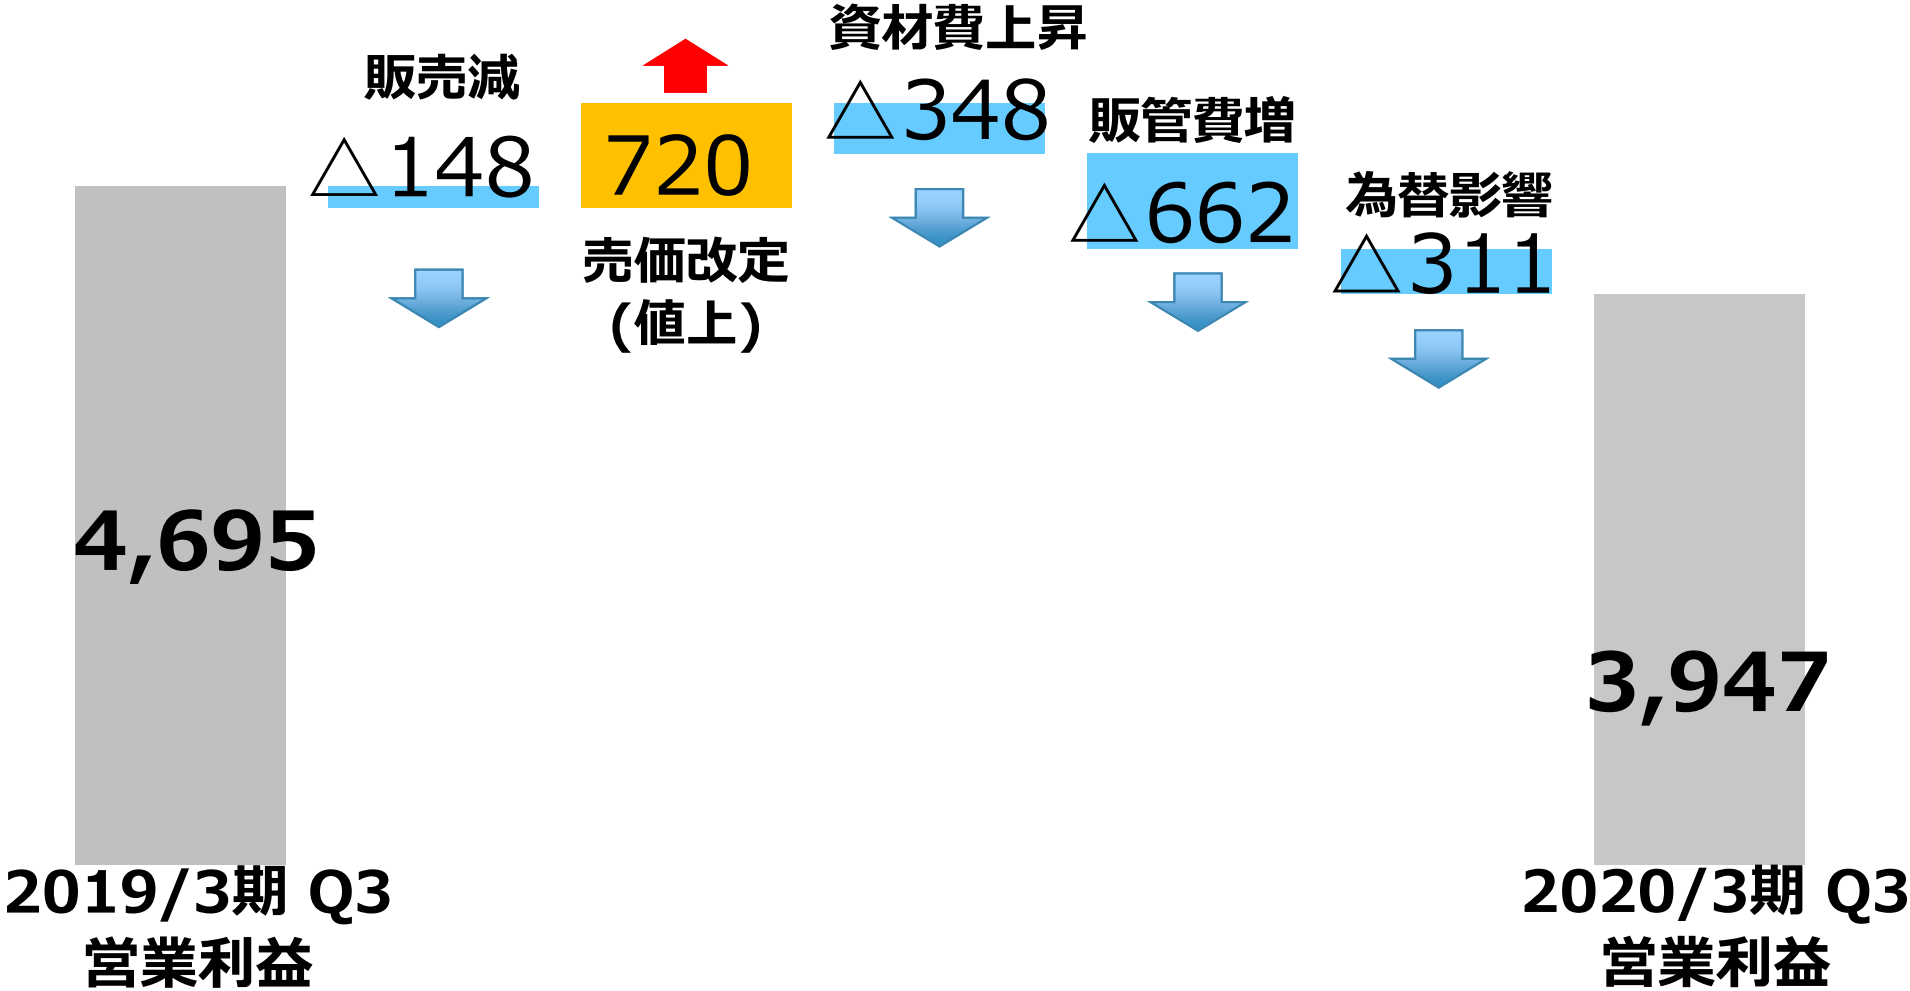 販売減
△148
720
売価改定
(値上)
資材費上昇
△348
販管費増
△662
為替影響
△311
4,695
2019/3期 Q3
営業利益
3,947
2020/3期 Q3
営業利益